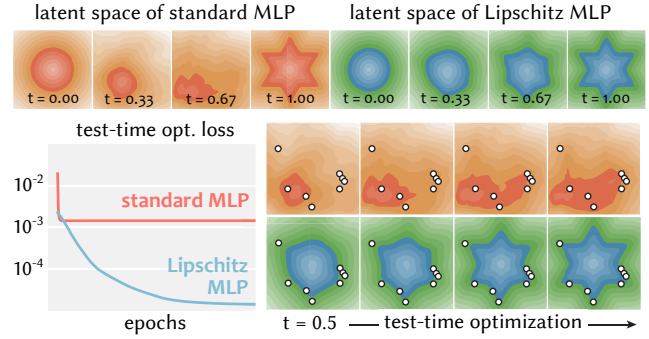 latent space of standard MLP
latent space of Lipschitz MLP
t = 0.00
t = 0.33
t = 0.67
t = 1.00
t = 0.00
t = 0.33
t = 0.67
t = 1.00
test-time opt. loss
10-2
10-3
10-4
standard MLP
Lipschitz
MLP
epochs
t = 0.5
test-time optimization